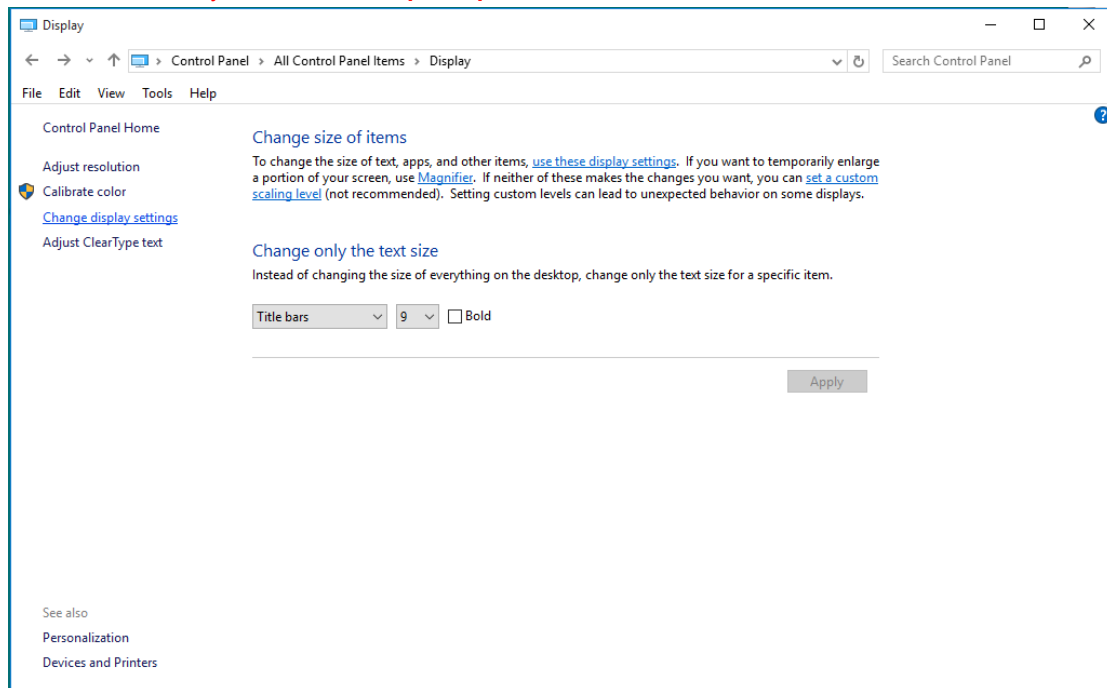 Display
Control Panel > All Control Panel Items > Display
Search Control Panel
File Edit View Tools Help
Control Panel Home
Adjust resolution
Calibrate color
Change display settings
Adjust ClearType text
Change size of items
To change the size of text, apps, and other items, use these display settings. If you want to temporarily enlarge
a portion of your screen, use Magnifier. If neither of these makes the changes you want, you can set a custom
scaling level (not recommended). Setting custom levels can lead to unexpected behavior on some displays.
Change only the text size
Instead of changing the size of everything on the desktop, change only the text size for a specific item.
Title bars 9 Bold
Apply
See also
Personalization
Devices and Printers